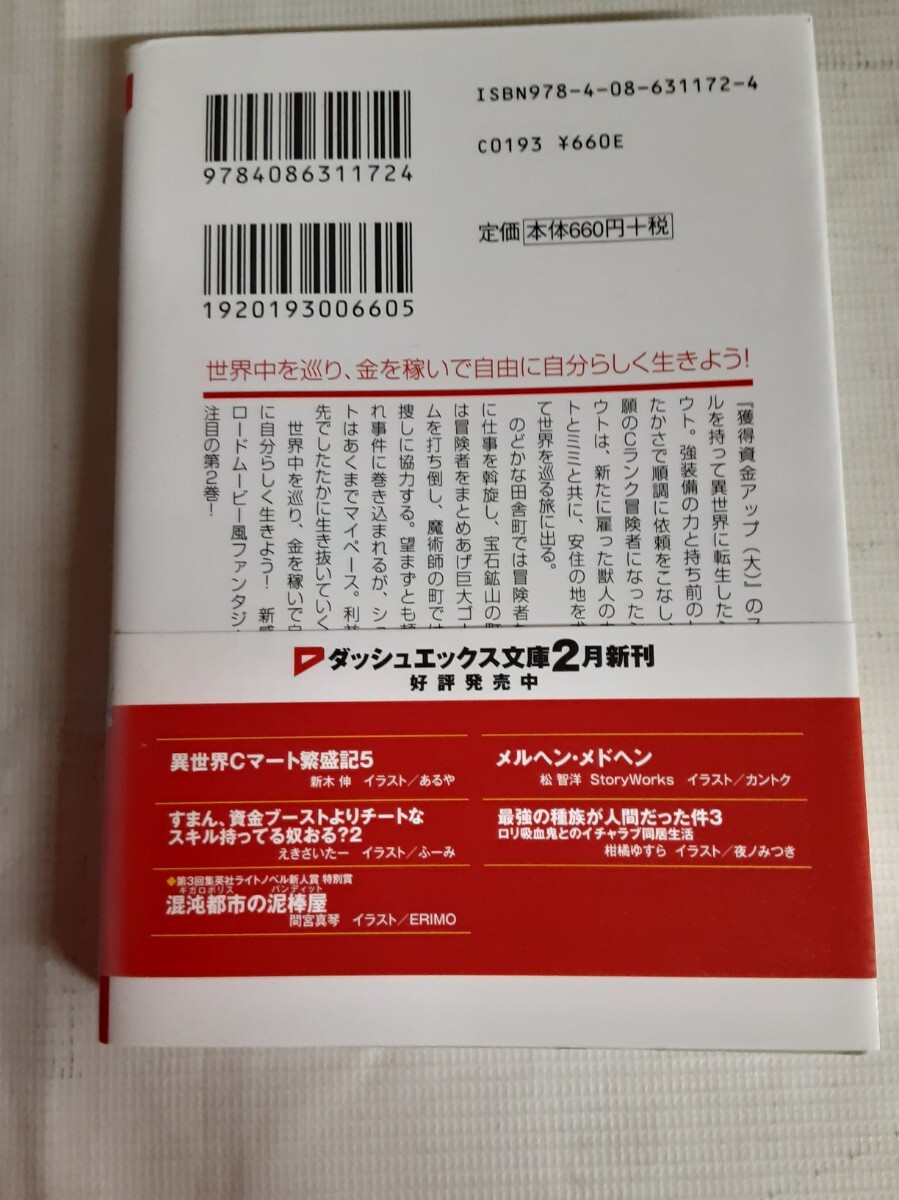 ISBN978-4-08-631172-4
9784086311724
C0193 ¥660E
定価 本体660円+税
1920193006605
世界中を巡り、金を稼いで自由に自分らしく生きよう!
『獲得資金アップ(大)』の
ルを持って異世界に転生した
ウト。強装備の力と持ち前の
たかさで順調に依頼をこなし、
願のCランク冒険者になった
ウトは、新たに雇った獣人の
トとミミと共に、安住の地を
て世界を巡る旅に出る。
のどかな田舎町では冒険者
に仕事を斡旋し、宝石鉱山の町
は冒険者をまとめあげ巨大ゴ
ムを打ち倒し、魔術師の町では
捜しに協力する。望まずとも
れ事件に巻き込まれるが、シュ
トはあくまでマイペース。利
先でしたたかに生き抜いていく
世界中を巡り、金を稼いで
に自分らしく生きよう! 新感
ロードムービー風ファンタジ
注目の第2巻!
ダッシュエックス文庫2月新刊
好評発売中
異世界Cマート繁盛記5
新木 伸 イラスト/あるや
すまん、資金ブーストよりチートな
スキル持ってる奴おる?2
えきさいたー イラスト/ふーみ
◆第3回集英社ライトノベル新人賞 特別賞
ギガロポリス バンディット
混沌都市の泥棒屋
間宮真琴 イラスト/ERIMO
メルヘン・メドヘン
松 智洋 StoryWorks イラスト/カントク
最強の種族が人間だった件3
ロリ吸血鬼とのイチャラブ同居生活
柑橘ゆすら イラスト/夜ノみつき